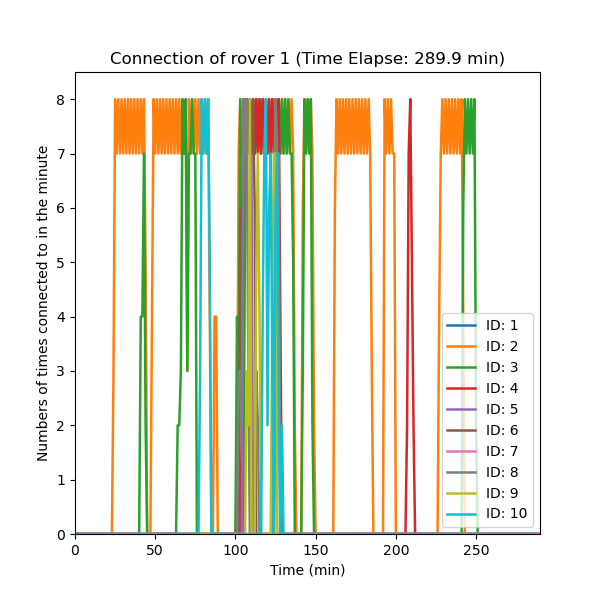 Connection of rover 1 (Time Elapse: 289.9 min)
Numbers of times connected to in the minute
8
7
6
5
4
3
2
1
0
0 50 100 150 200 250
Time (min)
ID: 1
ID: 2
ID: 3
ID: 4
ID: 5
ID: 6
ID: 7
ID: 8
ID: 9
ID: 10